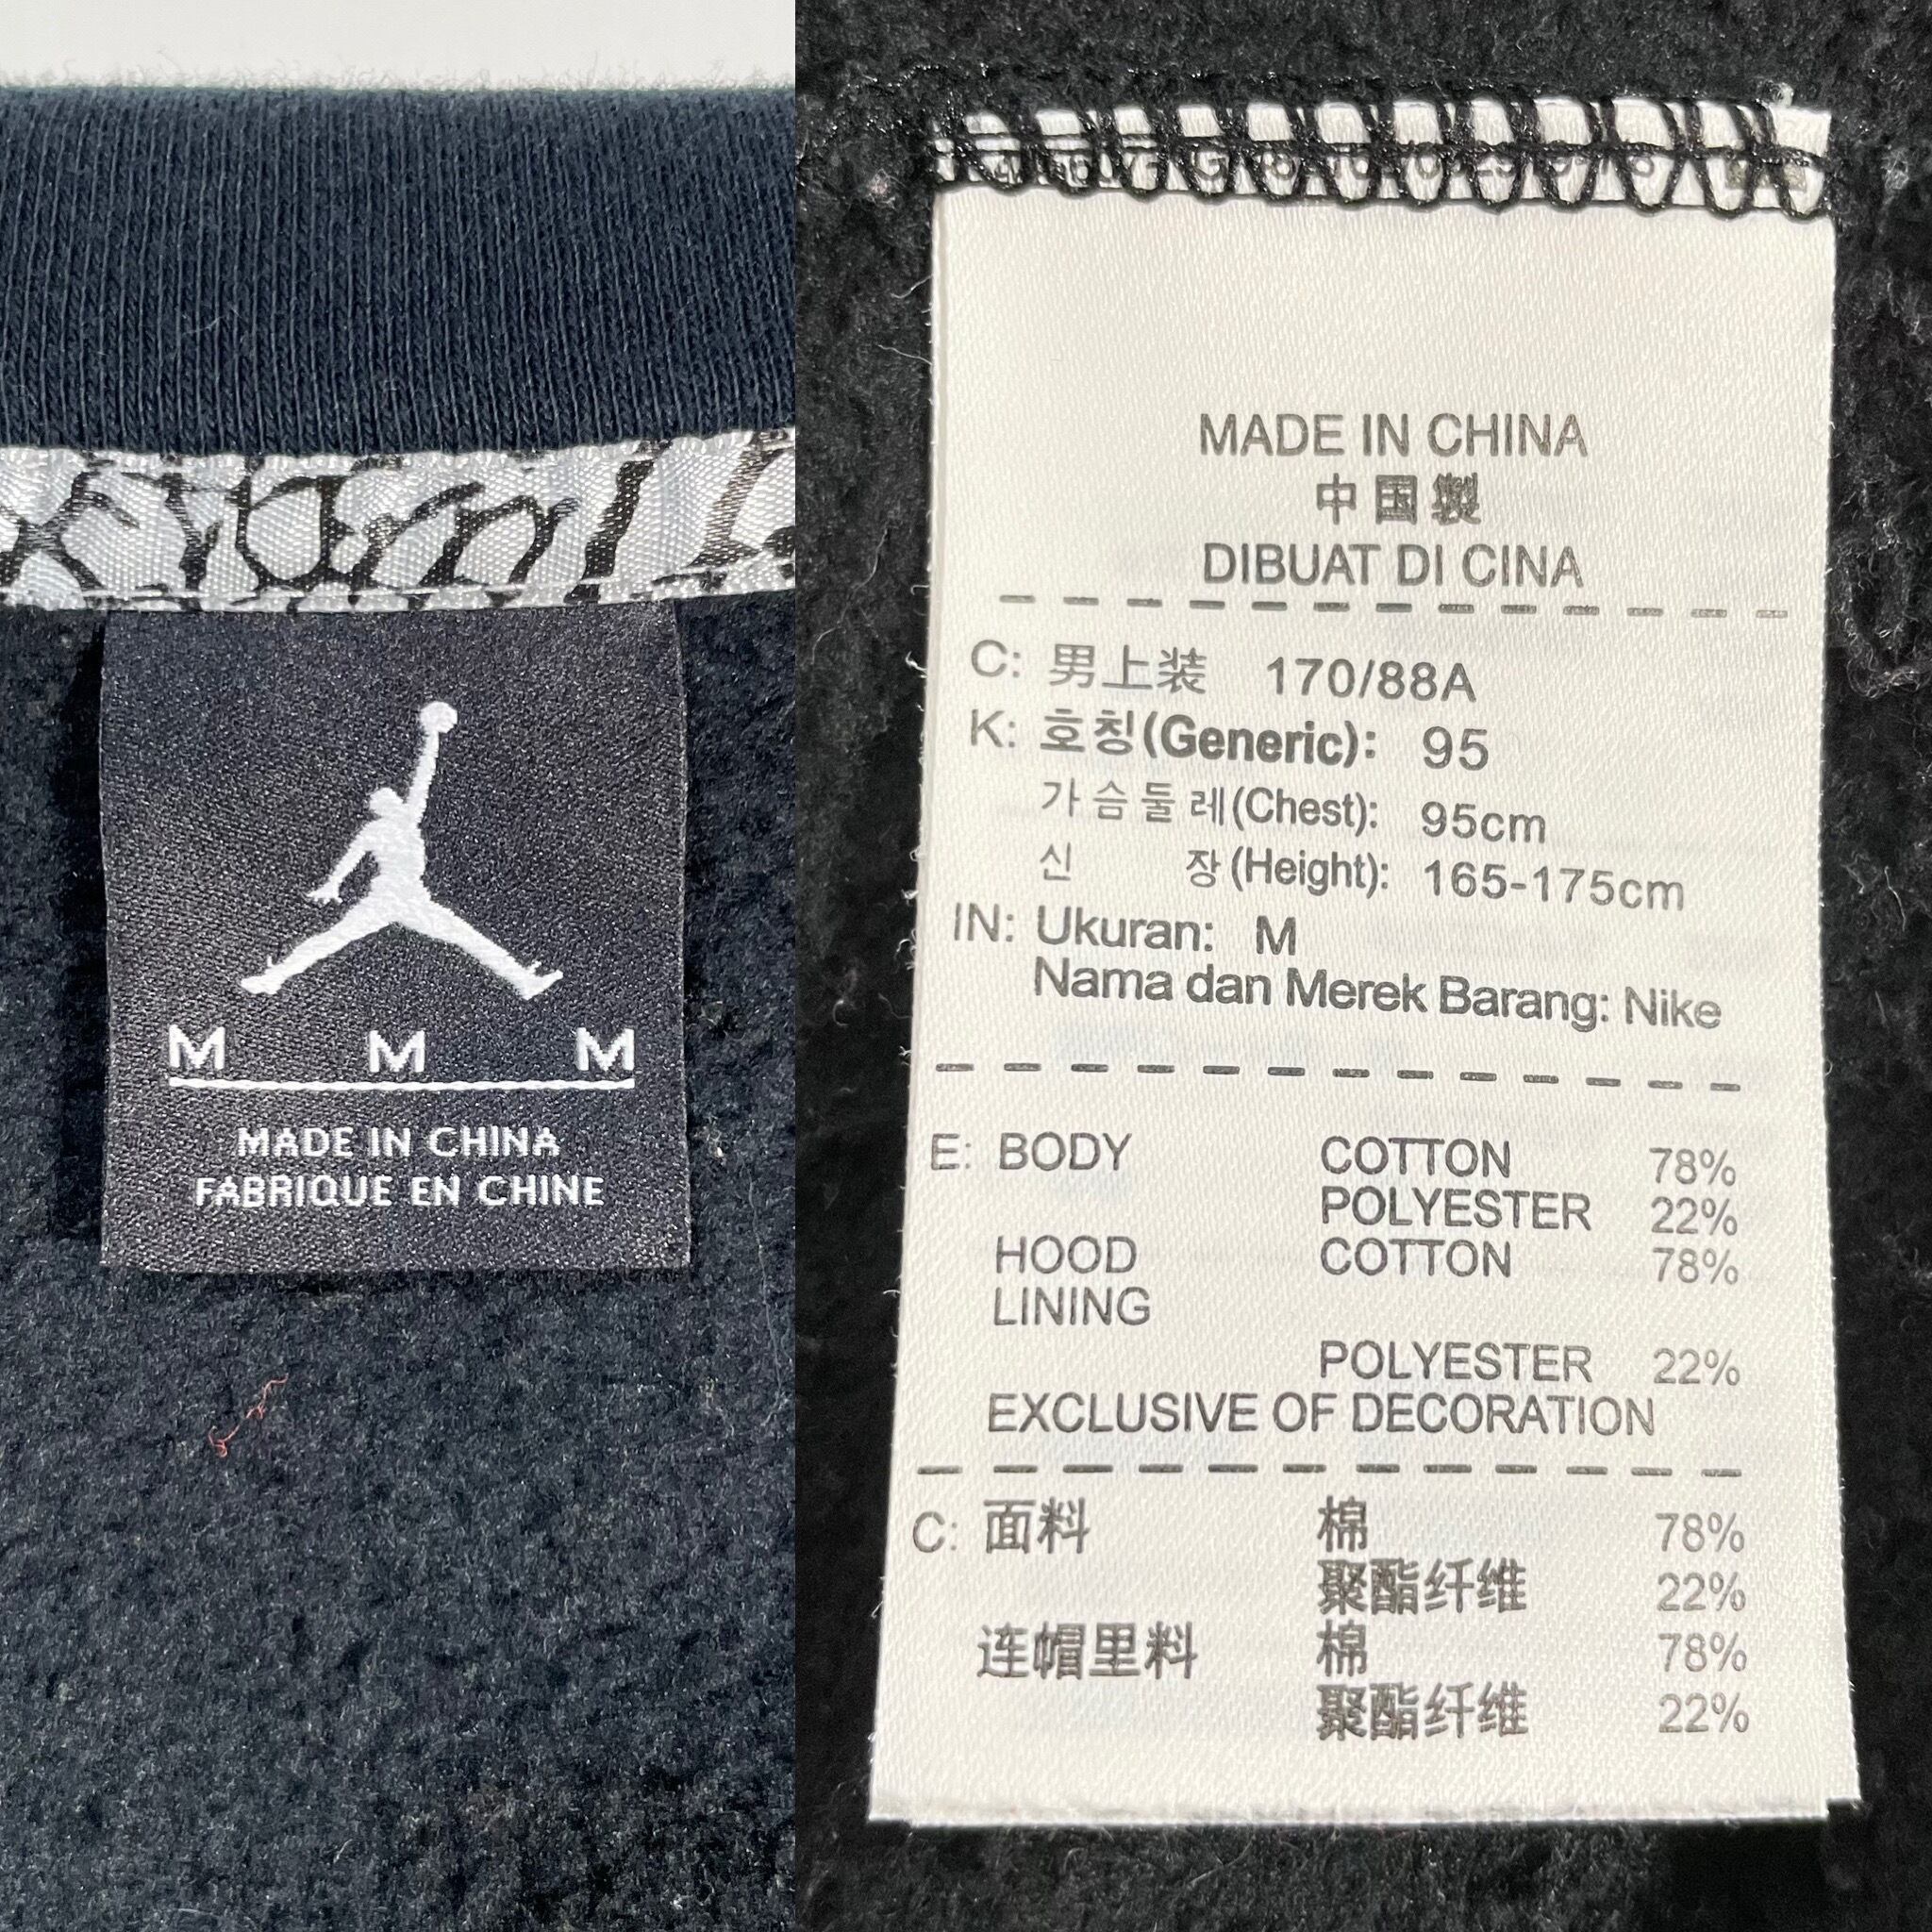 M M M
MADE IN CHINA
FABRIQUE EN CHINE
MADE IN CHINA
中国製
DIBUAT DI CINA
C: 男上装 170/88A
K: 호칭(Generic): 95
가슴둘레(Chest): 95cm
신 장(Height): 165-175cm
IN: Ukuran: M
Nama dan Merek Barang: Nike
E: BODY COTTON 78%
POLYESTER 22%
HOOD COTTON 78%
LINING
POLYESTER 22%
EXCLUSIVE OF DECORATION
C: 面料 棉 78%
聚酯纤维 22%
连帽里料 棉 78%
聚酯纤维 22%